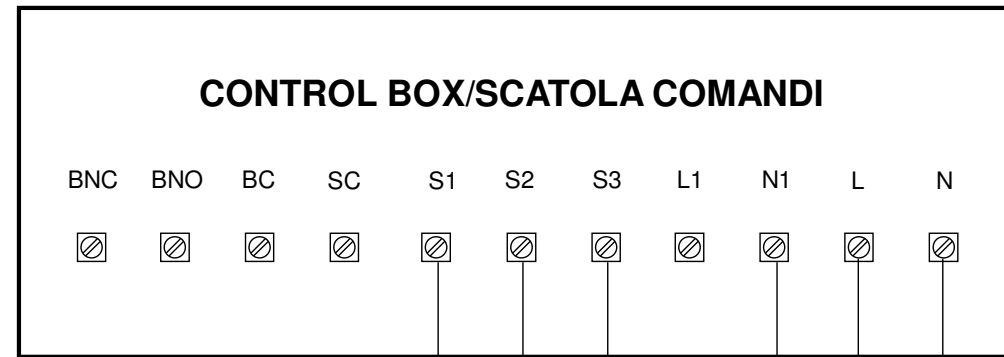 CONTROL BOX/SCATOLA COMANDI
BNC BNO BC SC S1 S2 S3 L1 N1 L N